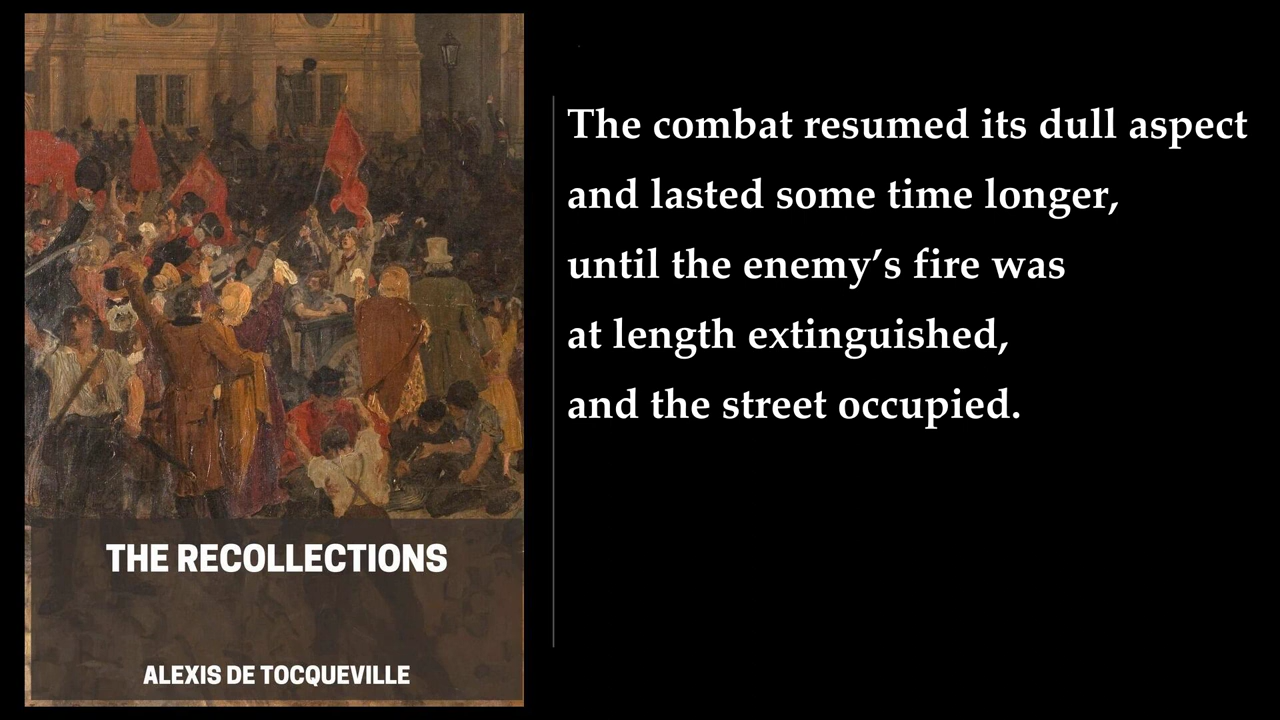 The combat resumed its dull aspect
and lasted some time longer,
until the enemy’s fire was
at length extinguished,
and the street occupied.
THE RECOLLECTIONS
ALEXIS DE TOCQUEVILLE